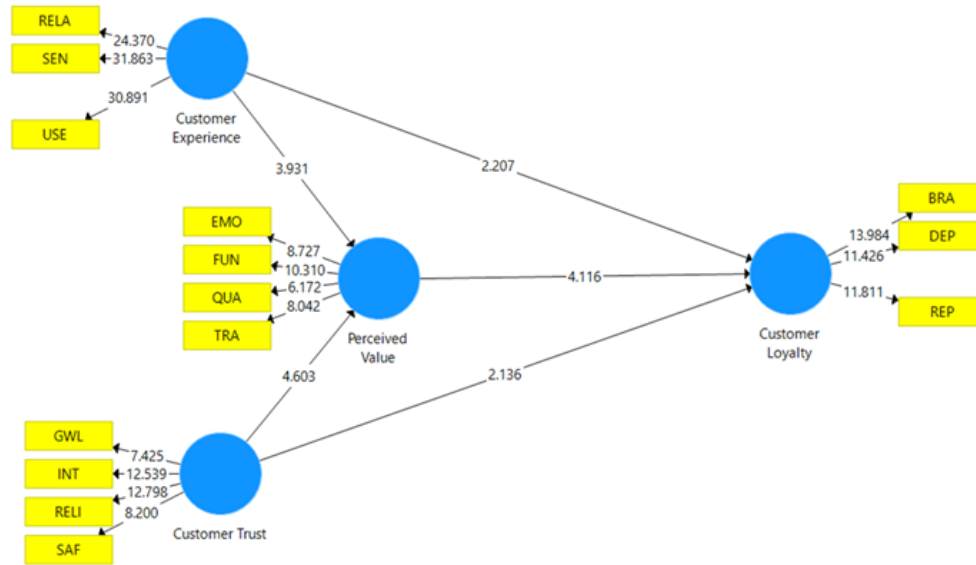 RELA
24.370
SEN
31.863
30.891
USE
Customer
Experience
3.931
2.207
EMO
8.727
FUN
10.310
QUA
6.172
TRA
8.042
Perceived
Value
4.116
BRA
13.984
DEP
11.426
11.811
REP
Customer
Loyalty
4.603
2.136
GWL
7.425
INT
12.539
RELI
12.798
SAF
8.200
Customer Trust